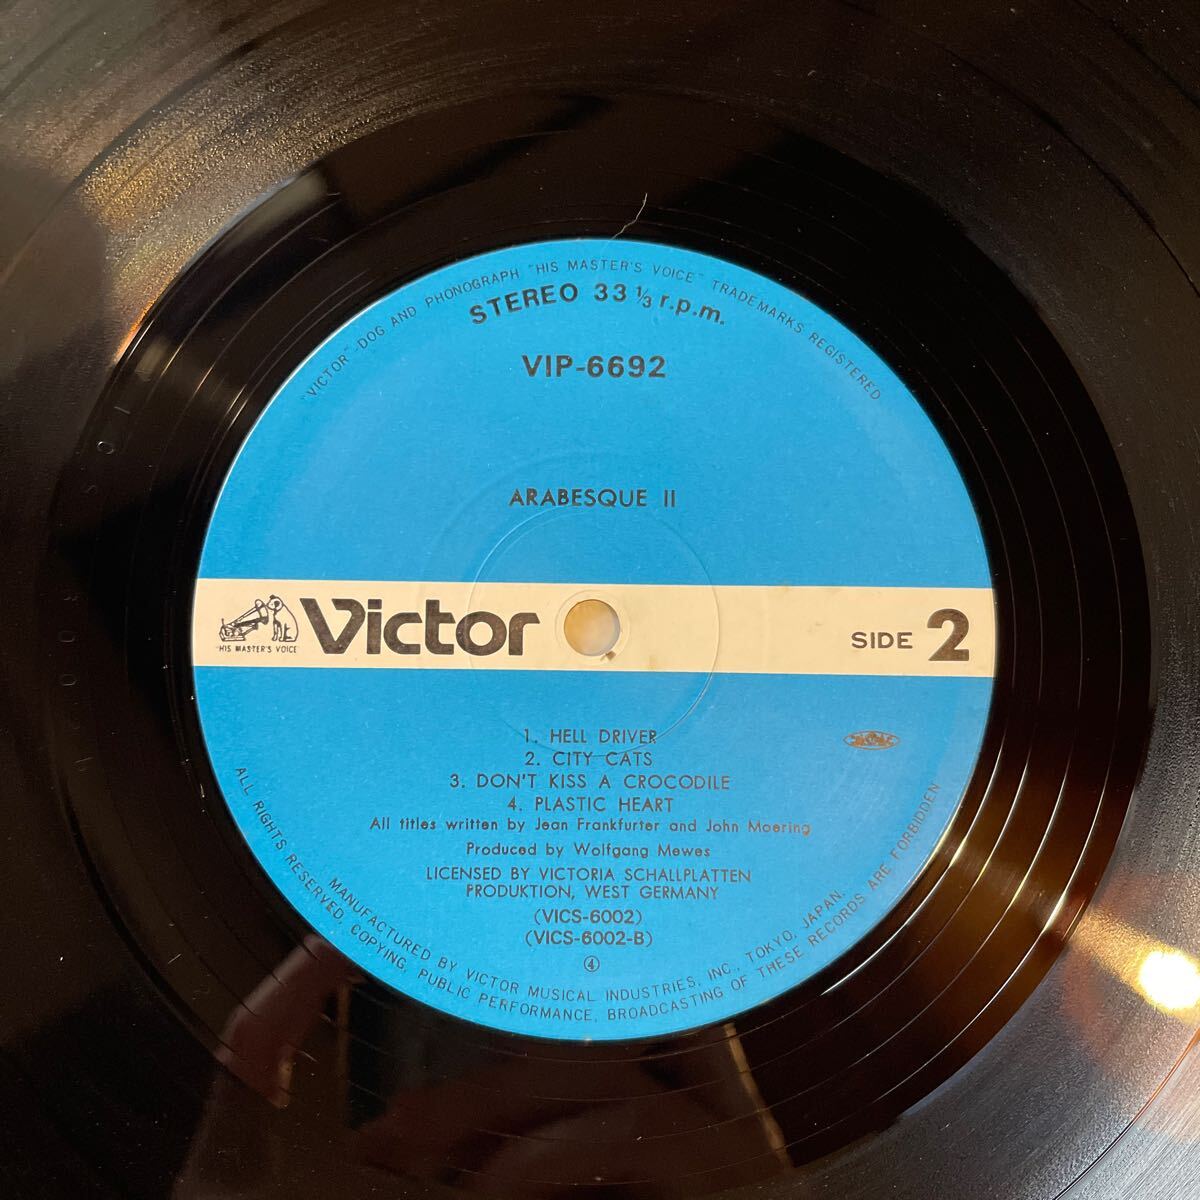 "VICTOR"-DOG AND PHONOGRAPH "HIS MASTER'S VOICE" TRADEMARKS REGISTERED
STEREO 33 1/3 r.p.m.
VIP-6692
ARABESQUE II
"HIS MASTER'S VOICE"
Victor
SIDE 2
1. HELL DRIVER
2. CITY CATS
3. DON'T KISS A CROCODILE
4. PLASTIC HEART
All titles written by Jean Frankfurter and John Moering
Produced by Wolfgang Mewes
LICENSED BY VICTORIA SCHALLPLATTEN
PRODUKTION, WEST GERMANY
(VICS-6002)
(VICS-6002-B)
④
MANUFACTURED BY VICTOR MUSICAL INDUSTRIES, INC., TOKYO, JAPAN.
ALL RIGHTS RESERVED, COPYING, PUBLIC PERFORMANCE, BROADCASTING OF THESE RECORDS ARE FORBIDDEN